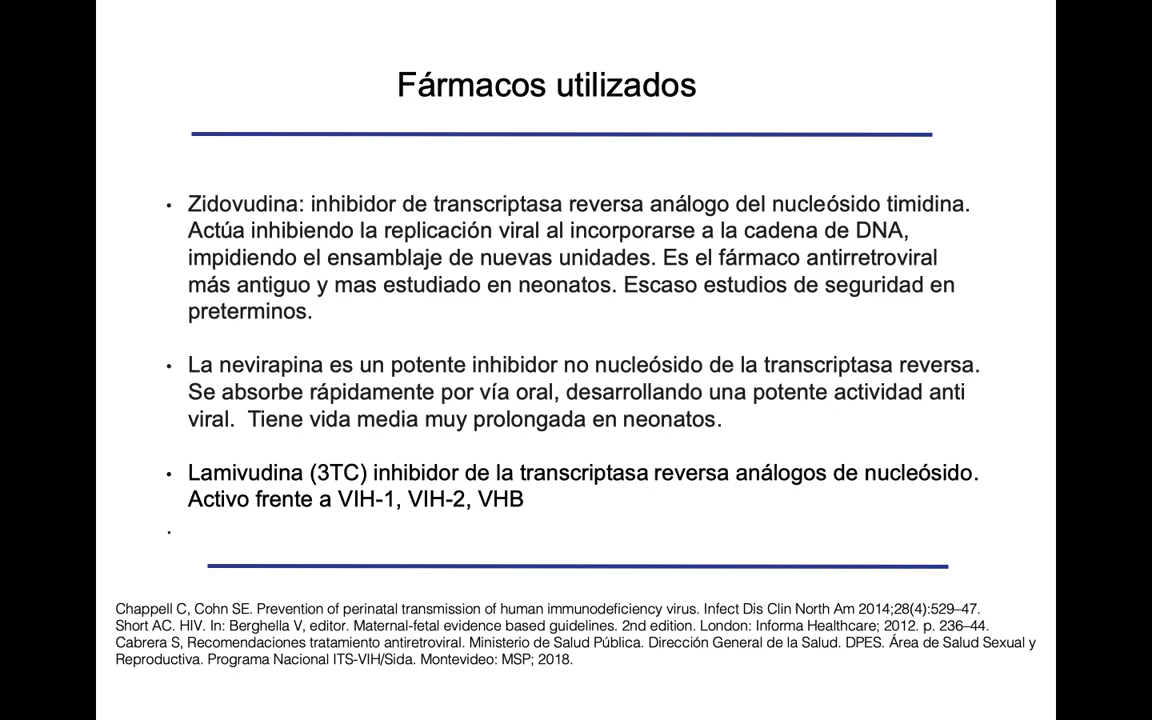 Fármacos utilizados
• Zidovudina: inhibidor de transcriptasa reversa análogo del nucleósido timidina.
Actúa inhibiendo la replicación viral al incorporarse a la cadena de DNA,
impidiendo el ensamblaje de nuevas unidades. Es el fármaco antirretroviral
más antiguo y mas estudiado en neonatos. Escaso estudios de seguridad en
preterminos.
• La nevirapina es un potente inhibidor no nucleósido de la transcriptasa reversa.
Se absorbe rápidamente por vía oral, desarrollando una potente actividad anti
viral.  Tiene vida media muy prolongada en neonatos.
• Lamivudina (3TC) inhibidor de la transcriptasa reversa análogos de nucleósido.
Activo frente a VIH-1, VIH-2, VHB
•
Chappell C, Cohn SE. Prevention of perinatal transmission of human immunodeficiency virus. Infect Dis Clin North Am 2014;28(4):529–47.
Short AC. HIV. In: Berghella V, editor. Maternal-fetal evidence based guidelines. 2nd edition. London: Informa Healthcare; 2012. p. 236–44.
Cabrera S, Recomendaciones tratamiento antiretroviral. Ministerio de Salud Pública. Dirección General de la Salud. DPES. Área de Salud Sexual y
Reproductiva. Programa Nacional ITS-VIH/Sida. Montevideo: MSP; 2018.